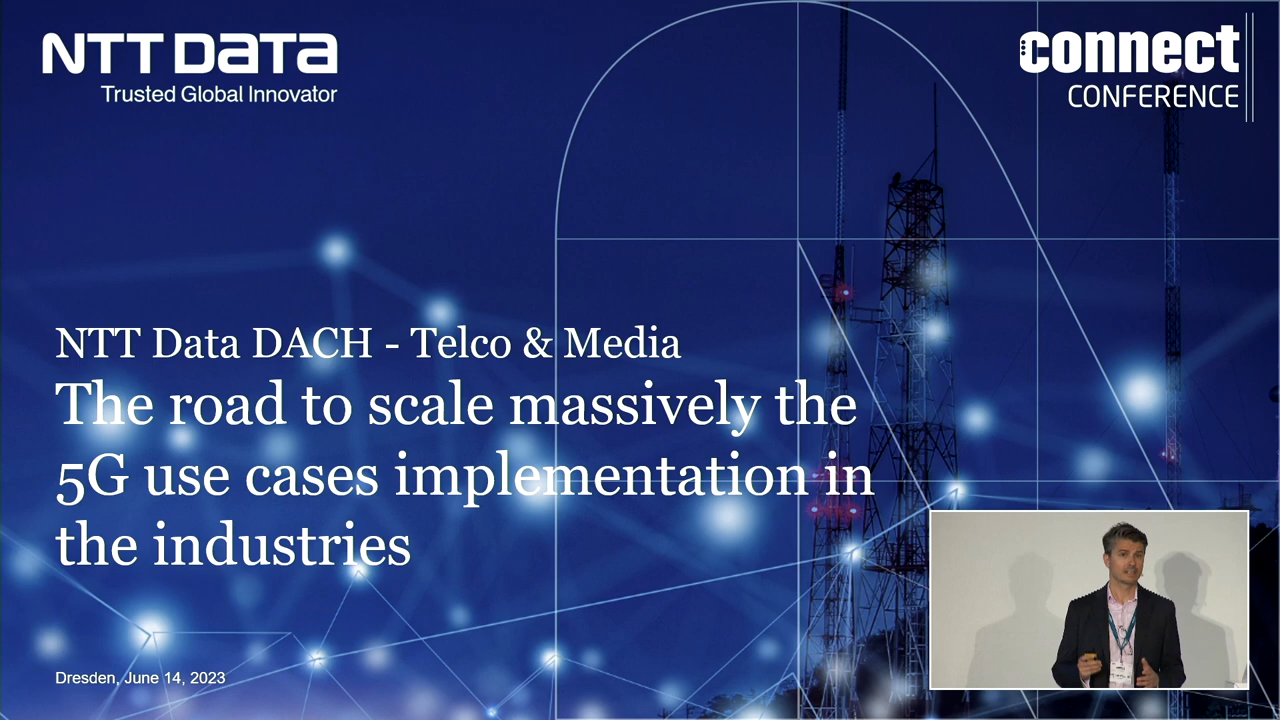 NTT DATA
Trusted Global Innovator
connect
CONFERENCE
NTT Data DACH - Telco & Media
The road to scale massively the
5G use cases implementation in
the industries
Dresden, June 14, 2023